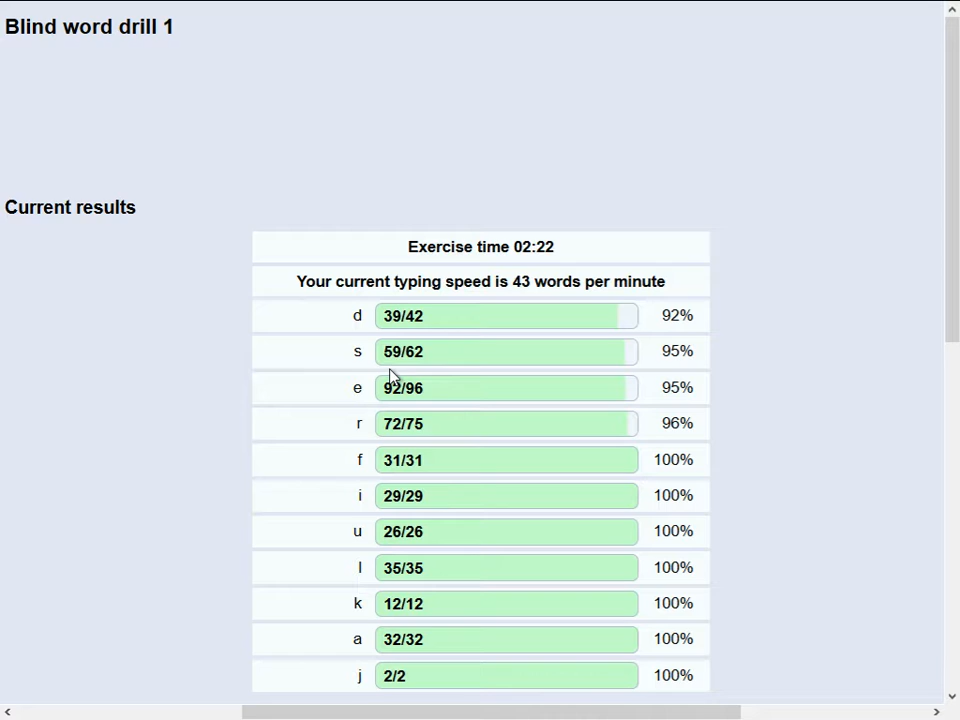 Blind word drill 1
Current results
Exercise time 02:22
Your current typing speed is 43 words per minute
d 39/42 92%
s 59/62 95%
e 92/96 95%
r 72/75 96%
f 31/31 100%
i 29/29 100%
u 26/26 100%
l 35/35 100%
k 12/12 100%
a 32/32 100%
j 2/2 100%